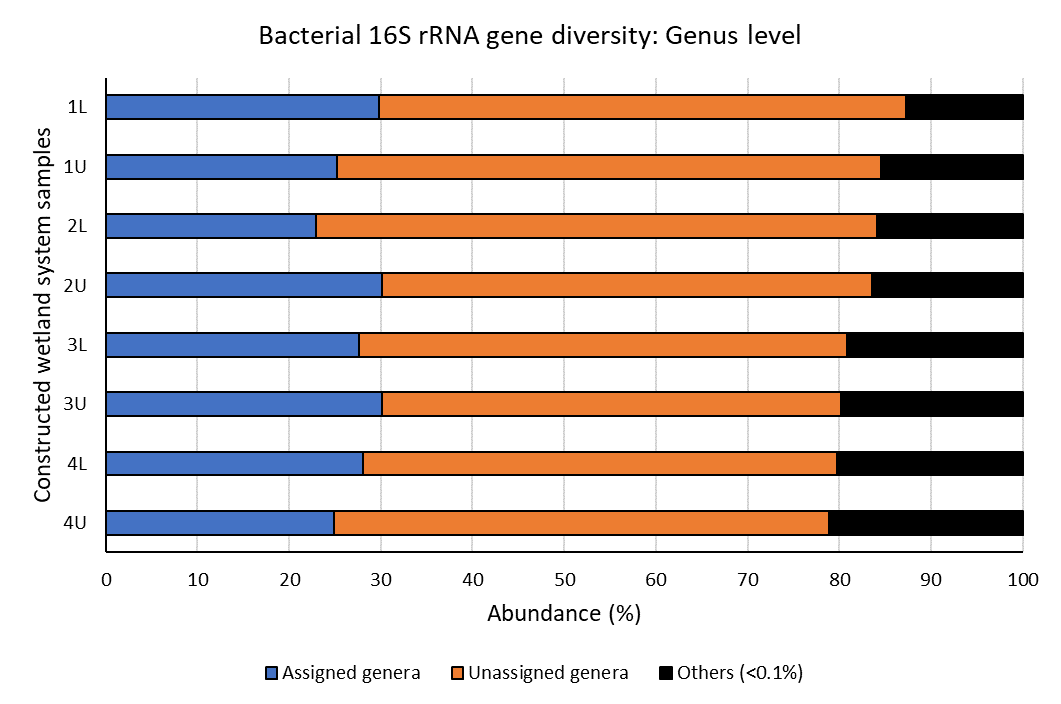 Bacterial 16S rRNA gene diversity: Genus level
Constructed wetland system samples
1L
1U
2L
2U
3L
3U
4L
4U
0 10 20 30 40 50 60 70 80 90 100
Abundance (%)
Assigned genera Unassigned genera Others (<0.1%)